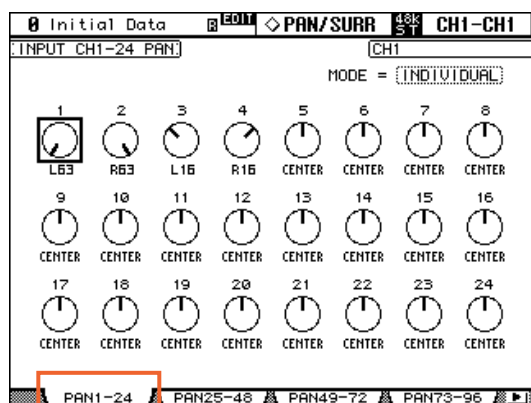 0 Initial Data EDIT ◇PAN/SURR 48k ST CH1-CH1
INPUT CH1-24 PAN CH1
MODE = INDIVIDUAL
1 2 3 4 5 6 7 8
L63 R63 L16 R16 CENTER CENTER CENTER CENTER
9 10 11 12 13 14 15 16
CENTER CENTER CENTER CENTER CENTER CENTER CENTER CENTER
17 18 19 20 21 22 23 24
CENTER CENTER CENTER CENTER CENTER CENTER CENTER CENTER
PAN1-24 PAN25-48 PAN49-72 PAN73-96